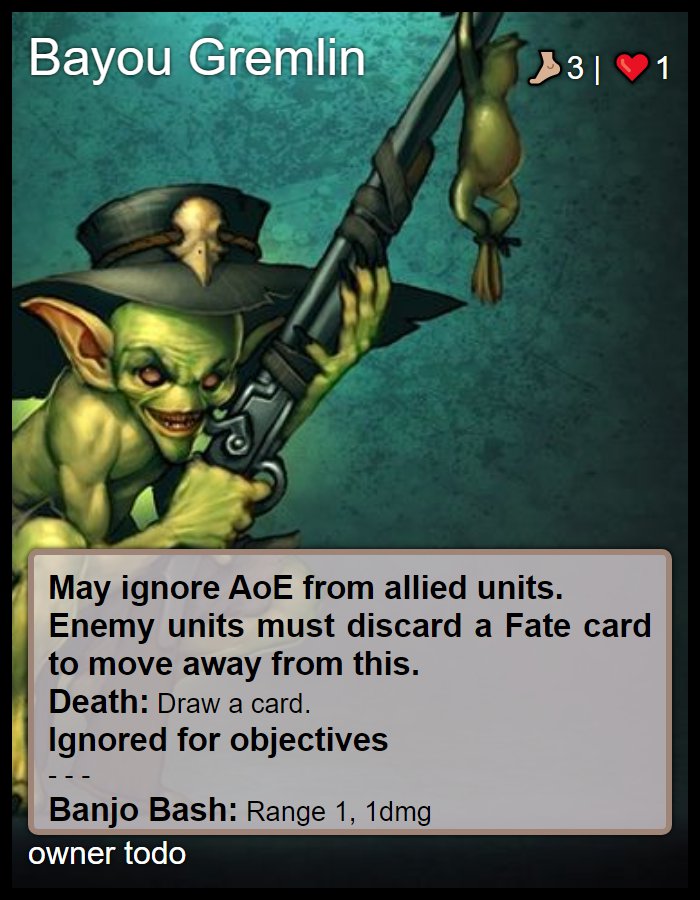 Bayou Gremlin
3 | 1
May ignore AoE from allied units.
Enemy units must discard a Fate card
to move away from this.
Death: Draw a card.
Ignored for objectives
- - -
Banjo Bash: Range 1, 1dmg
owner todo